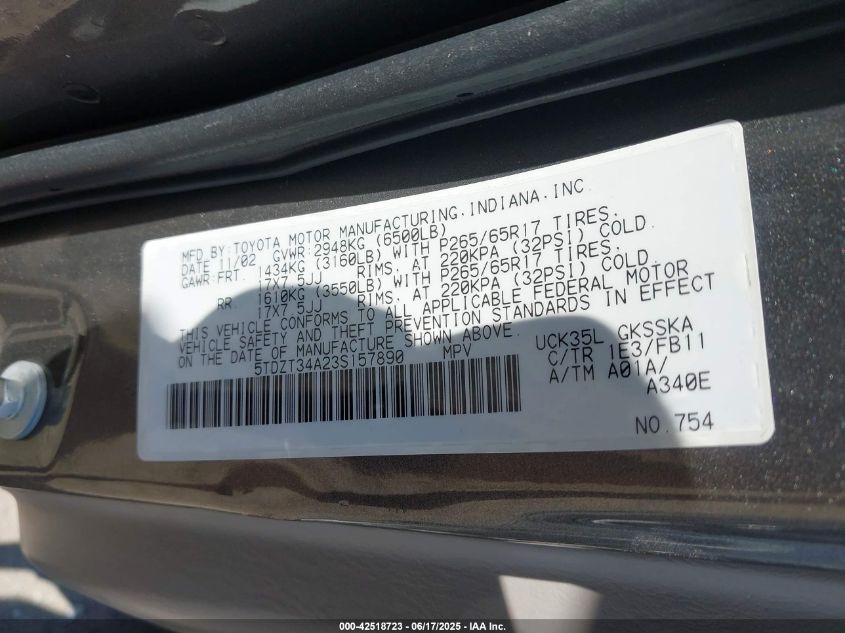 MFD.BY:TOYOTA MOTOR MANUFACTURING.INDIANA.INC.
DATE 11/02 GVWR:2948KG (6500LB)
GAWR:FRT 1434KG (3160LB) WITH P265/65R17 TIRES.
17X7.5JJ RIMS. AT 220KPA (32PSI) COLD.
RR 1610KG (3550LB) WITH P265/65R17 TIRES.
17X7.5JJ RIMS. AT 220KPA (32PSI) COLD.
THIS VEHICLE CONFORMS TO ALL APPLICABLE FEDERAL MOTOR
VEHICLE SAFETY AND THEFT PREVENTION STANDARDS IN EFFECT
ON THE DATE OF MANUFACTURE SHOWN ABOVE.
5TDZT34A23S157890 MPV
UCK35L GKSSKA
C/TR 1E3/FB11
A/TM A01A/
A340E
NO.754
000-42518723 - 06/17/2025 - IAA Inc.